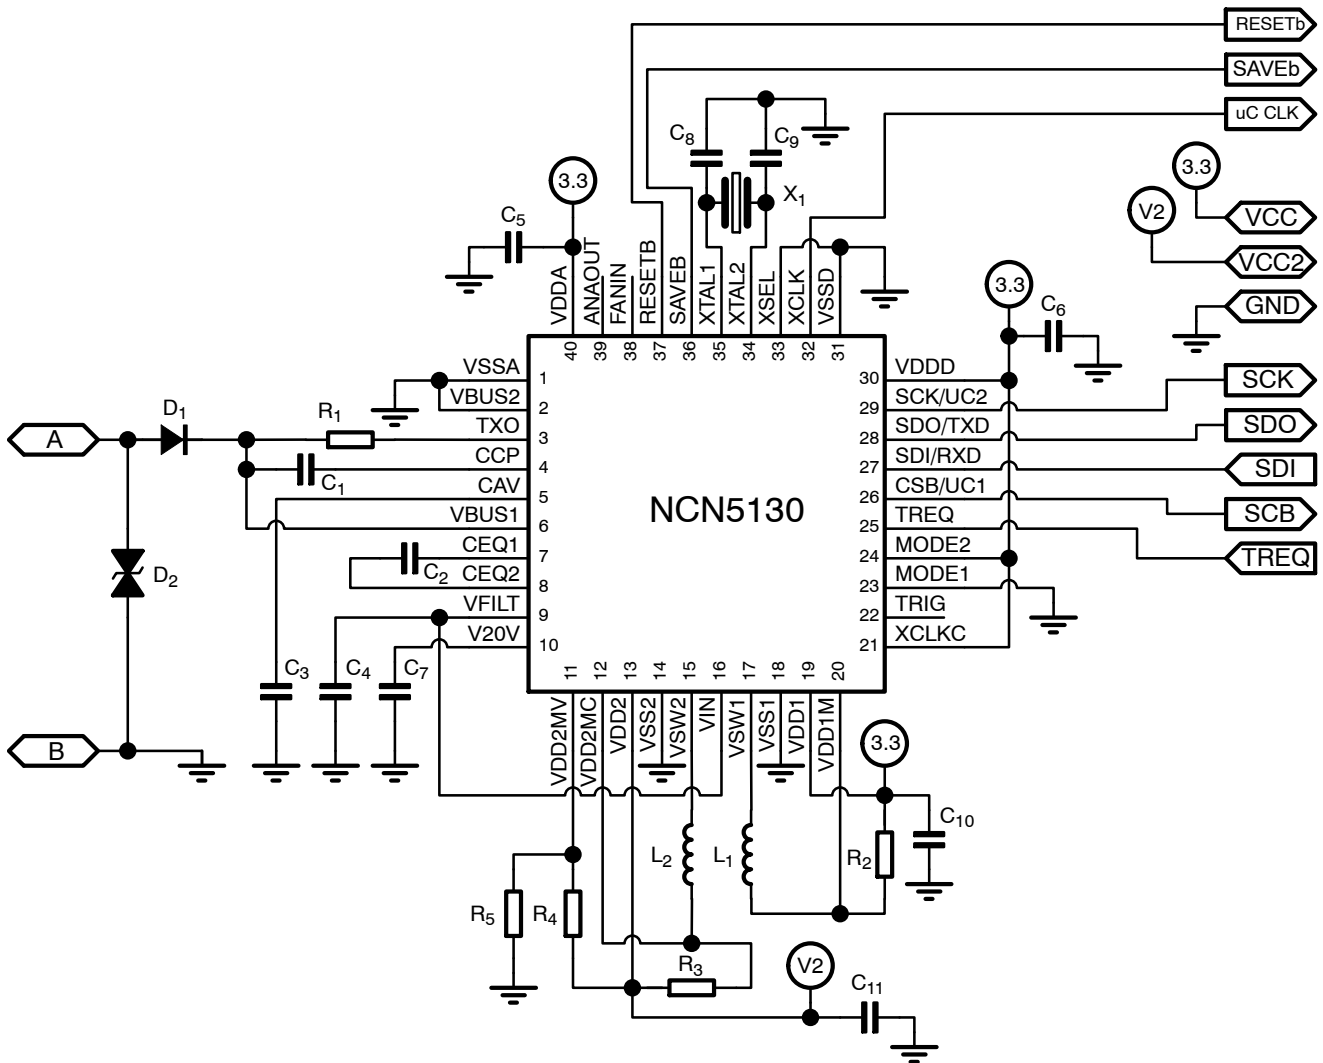 RESETb
SAVEb
uC CLK
C8
C9
X1
3.3
C5
3.3
VCC
V2
VCC2
GND
3.3
C6
VDDA
ANAOUT
FANIN
RESETB
SAVEB
XTAL1
XTAL2
XSEL
XCLK
VSSD
40
39
38
37
36
35
34
33
32
31
VSSA 1
VBUS2 2
TXO 3
CCP 4
CAV 5
VBUS1 6
CEQ1 7
CEQ2 8
VFILT 9
V20V 10
A
D1
R1
C1
D2
C2
C3
C4
C7
B
NCN5130
30 VDDD
29 SCK/UC2
28 SDO/TXD
27 SDI/RXD
26 CSB/UC1
25 TREQ
24 MODE2
23 MODE1
22 TRIG
21 XCLKC
SCK
SDO
SDI
SCB
TREQ
11
12
13
14
15
16
17
18
19
20
VDD2MV
VDD2MC
VDD2
VSS2
VSW2
VIN
VSW1
VSS1
VDD1
VDD1M
3.3
C10
L2
L1
R2
R5
R4
R3
V2
C11